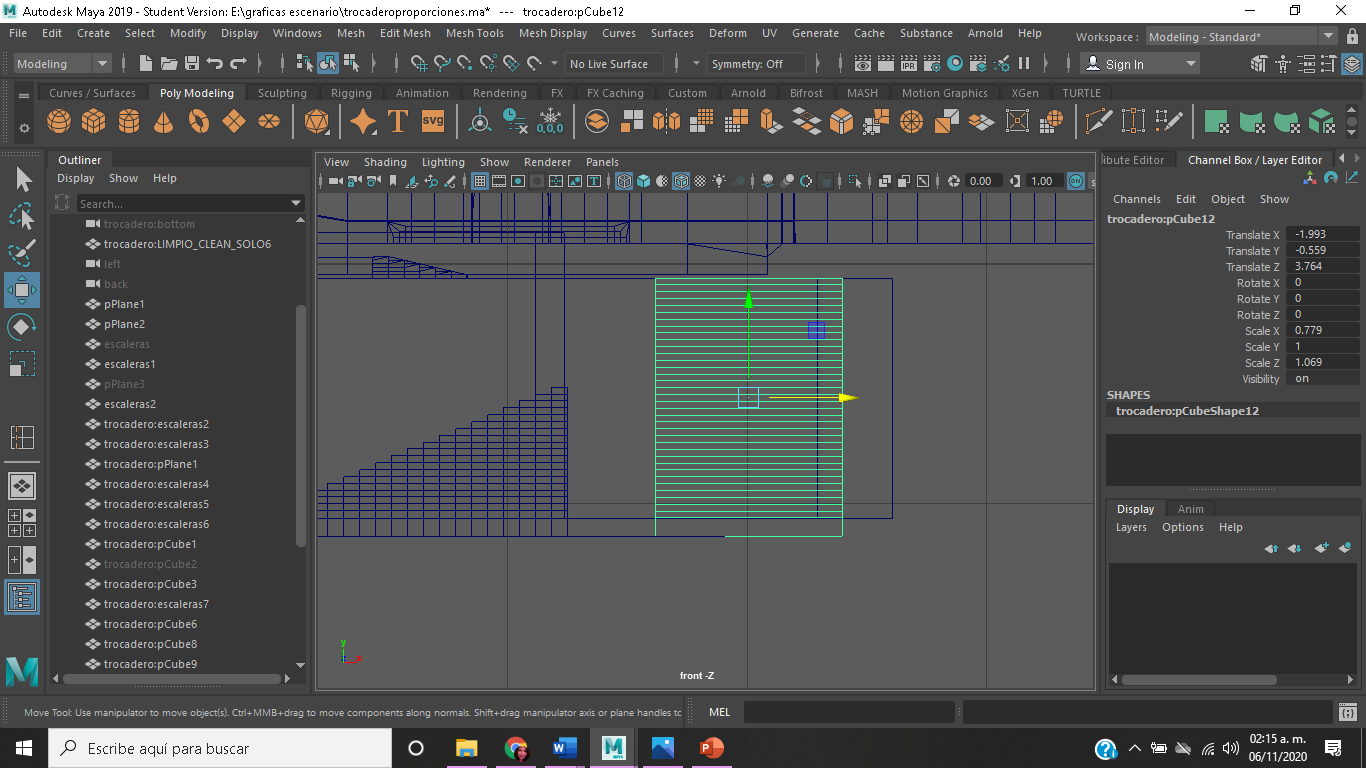 Autodesk Maya 2019 - Student Version: E:\graficas escenario\trocaderoproporciones.ma* --- trocadero:pCube12
File Edit Create Select Modify Display Windows Mesh Edit Mesh Mesh Tools Mesh Display Curves Surfaces Deform UV Generate Cache Substance Arnold Help
Workspace : Modeling - Standard*
Modeling No Live Surface Symmetry: Off IPR Sign In
Curves / Surfaces Poly Modeling Sculpting Rigging Animation Rendering FX FX Caching Custom Arnold Bifrost MASH Motion Graphics XGen TURTLE
T SVG 0,0,0
Outliner
Display Show Help
Search...
trocadero:bottom
trocadero:LIMPIO_CLEAN_SOLO6
left
back
pPlane1
pPlane2
escaleras
escaleras1
pPlane3
escaleras2
trocadero:escaleras2
trocadero:escaleras3
trocadero:pPlane1
trocadero:escaleras4
trocadero:escaleras5
trocadero:escaleras6
trocadero:pCube1
trocadero:pCube2
trocadero:pCube3
trocadero:escaleras7
trocadero:pCube6
trocadero:pCube8
trocadero:pCube9
View Shading Lighting Show Renderer Panels
0.00 1.00 ON s
y
z x
front -Z
ibute Editor Channel Box / Layer Editor
Channels Edit Object Show
trocadero:pCube12
Translate X -1.993
Translate Y -0.559
Translate Z 3.764
Rotate X 0
Rotate Y 0
Rotate Z 0
Scale X 0.779
Scale Y 1
Scale Z 1.069
Visibility on
SHAPES
trocadero:pCubeShape12
Display Anim
Layers Options Help
Move Tool: Use manipulator to move object(s). Ctrl+MMB+drag to move components along normals. Shift+drag manipulator axis or plane handles tc
MEL
Escribe aquí para buscar
02:15 a. m.
06/11/2020